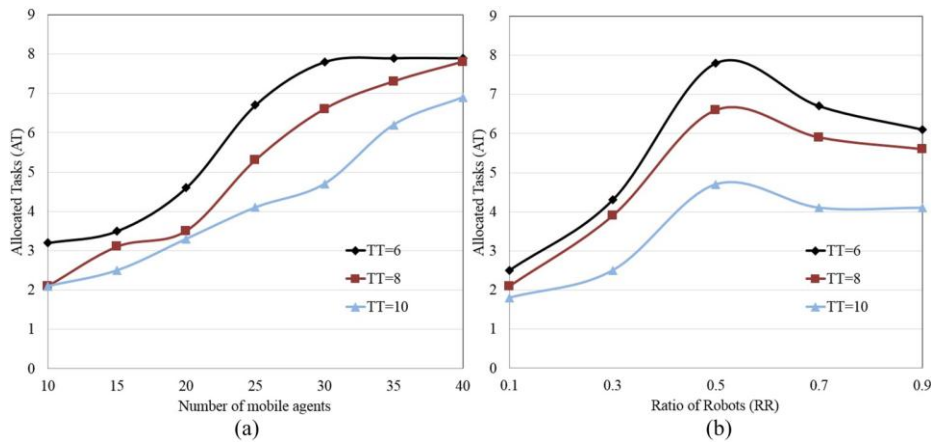 9
8
7
6
5
4
3
2
1
0
Allocated Tasks (AT)
TT=6
TT=8
TT=10
10 15 20 25 30 35 40
Number of mobile agents
(a)
9
8
7
6
5
4
3
2
1
0
Allocated Tasks (AT)
TT=6
TT=8
TT=10
0.1 0.3 0.5 0.7 0.9
Ratio of Robots (RR)
(b)